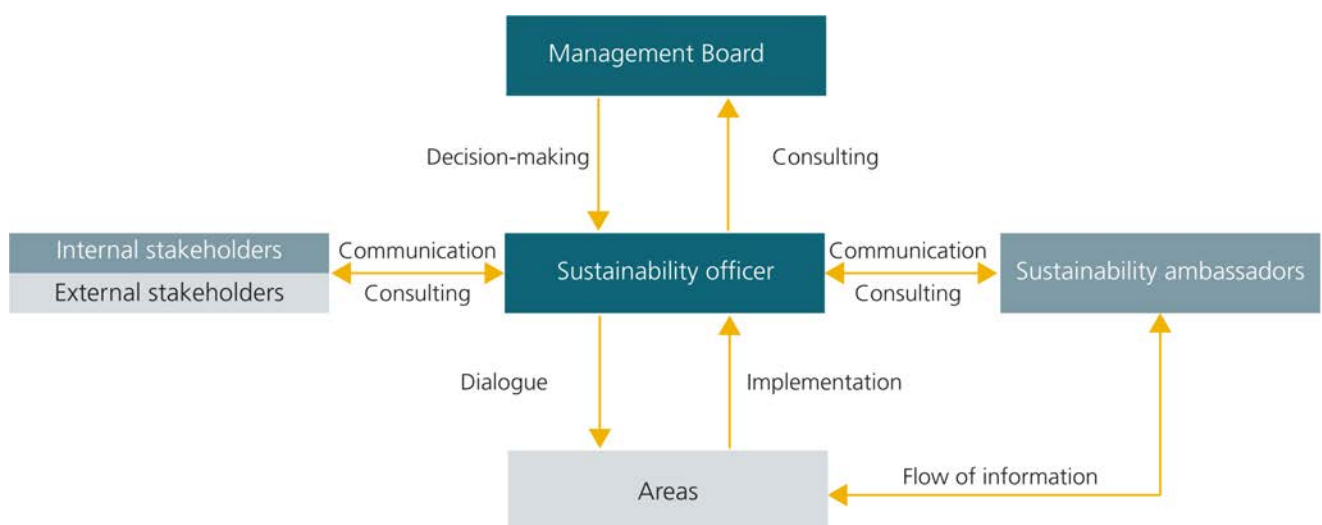 Management Board
Decision-making
Consulting
Internal stakeholders
External stakeholders
Communication
Consulting
Sustainability officer
Communication
Consulting
Sustainability ambassadors
Dialogue
Implementation
Areas
Flow of information